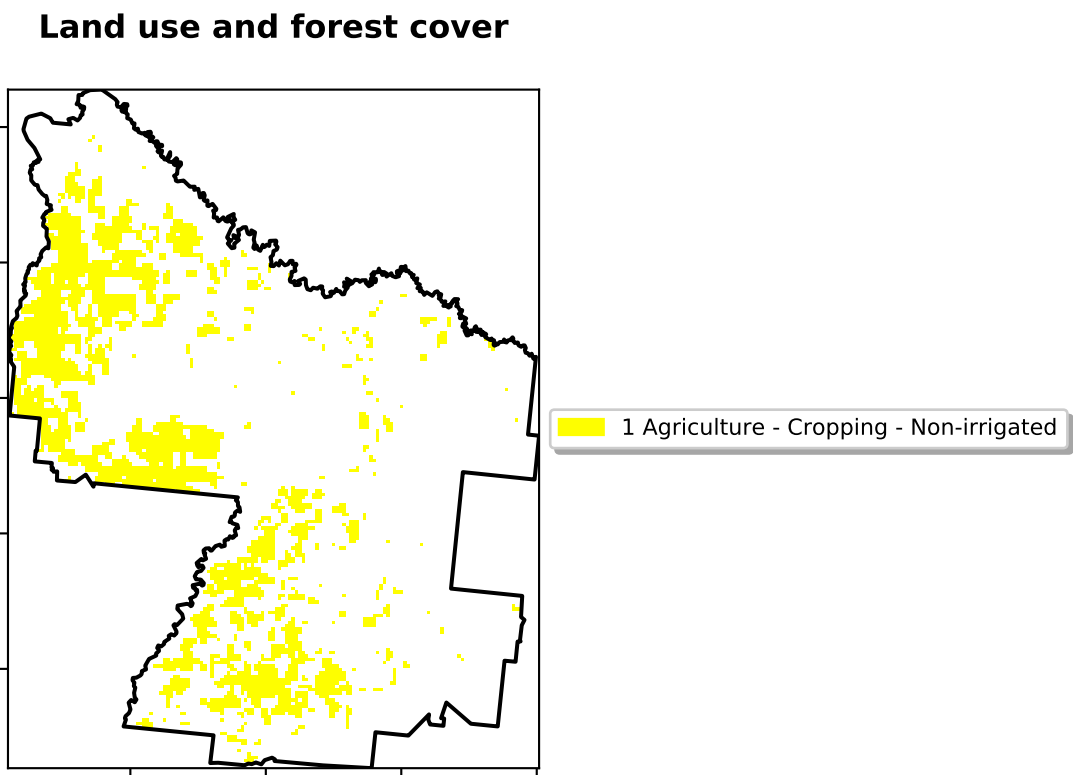 Land use and forest cover
1 Agriculture - Cropping - Non-irrigated